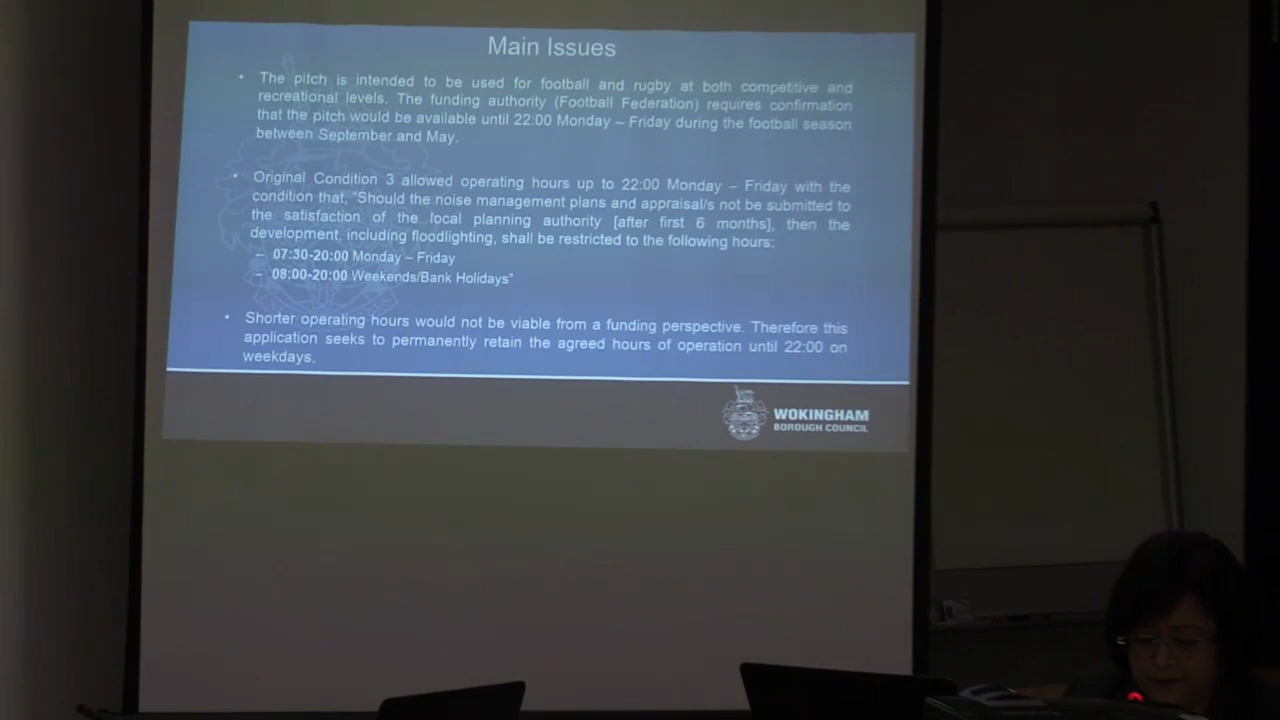 Main Issues
• The pitch is intended to be used for football and rugby at both competitive and
recreational levels. The funding authority (Football Federation) requires confirmation
that the pitch would be available until 22:00 Monday – Friday during the football season
between September and May.
• Original Condition 3 allowed operating hours up to 22:00 Monday – Friday with the
condition that, "Should the noise management plans and appraisal/s not be submitted to
the satisfaction of the local planning authority [after first 6 months], then the
development, including floodlighting, shall be restricted to the following hours:
– 07:30-20:00 Monday – Friday
– 08:00-20:00 Weekends/Bank Holidays"
• Shorter operating hours would not be viable from a funding perspective. Therefore this
application seeks to permanently retain the agreed hours of operation until 22:00 on
weekdays.
WOKINGHAM
BOROUGH COUNCIL